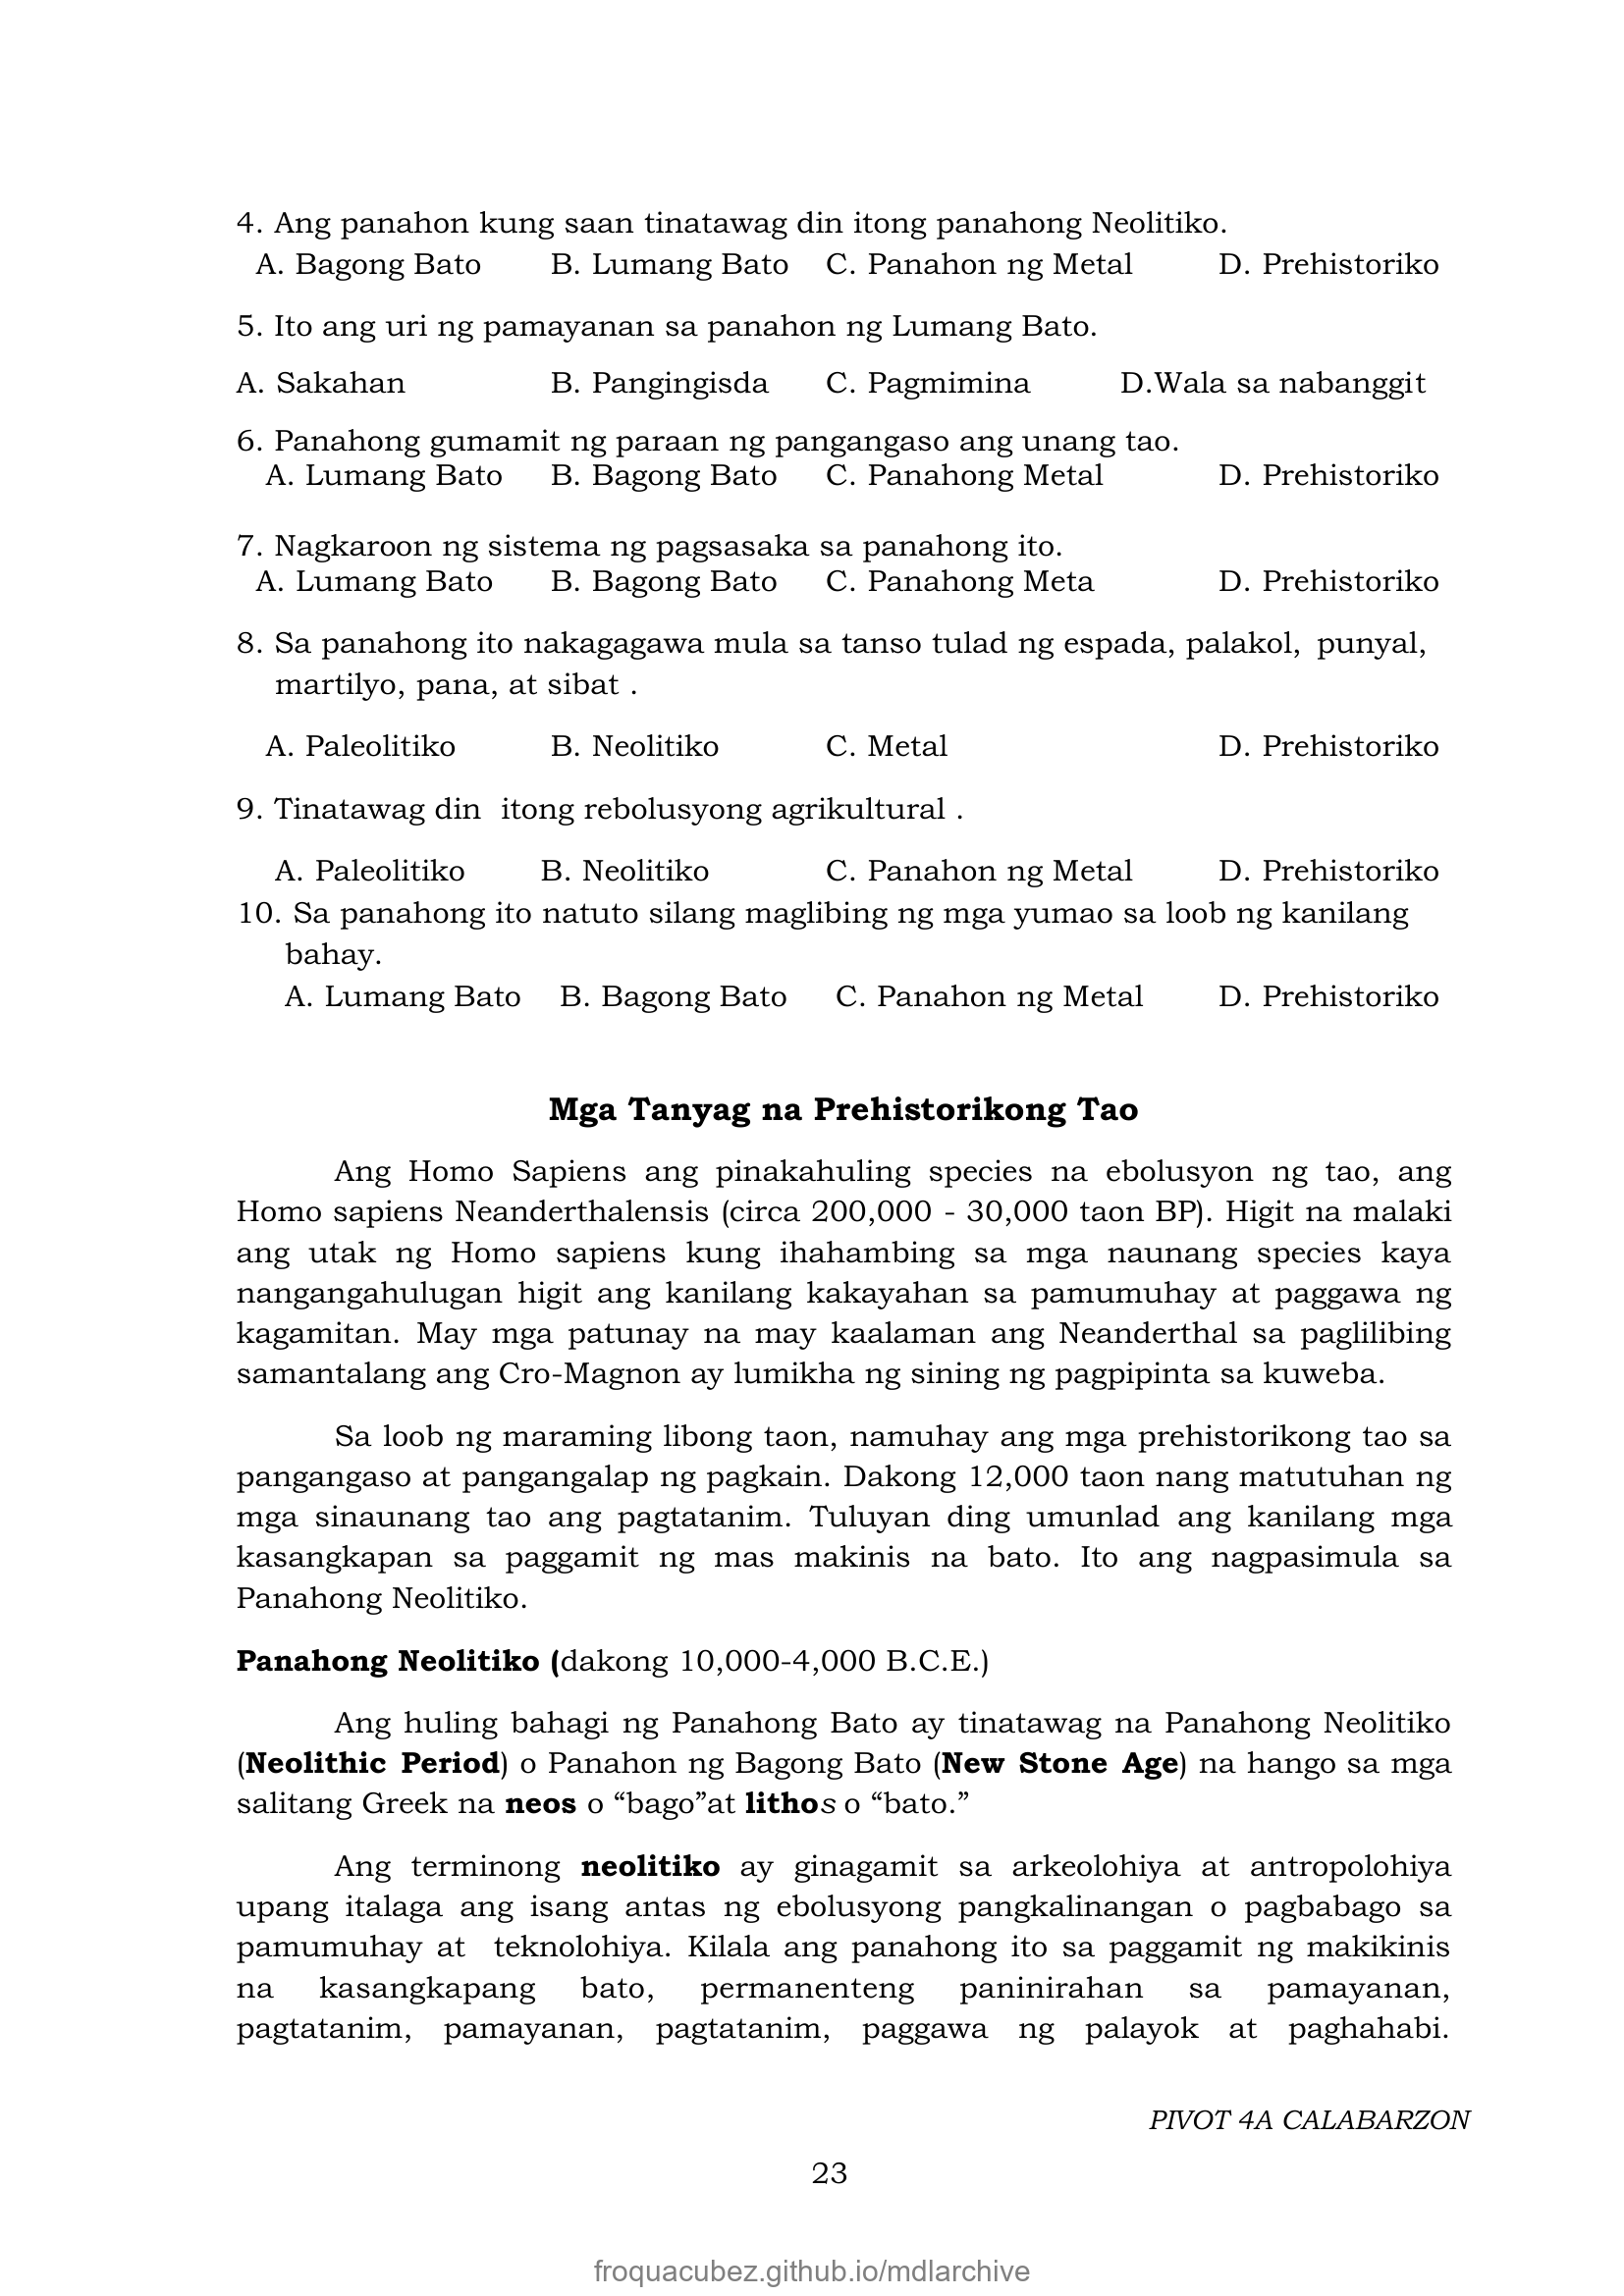 4. Ang panahon kung saan tinatawag din itong panahong Neolitiko.
A. Bagong Bato B. Lumang Bato C. Panahon ng Metal D. Prehistoriko
5. Ito ang uri ng pamayanan sa panahon ng Lumang Bato.
A. Sakahan B. Pangingisda C. Pagmimina D.Wala sa nabanggit
6. Panahong gumamit ng paraan ng pangangaso ang unang tao.
A. Lumang Bato B. Bagong Bato C. Panahong Metal D. Prehistoriko
7. Nagkaroon ng sistema ng pagsasaka sa panahong ito.
A. Lumang Bato B. Bagong Bato C. Panahong Meta D. Prehistoriko
8. Sa panahong ito nakagagawa mula sa tanso tulad ng espada, palakol, punyal,
martilyo, pana, at sibat .
A. Paleolitiko B. Neolitiko C. Metal D. Prehistoriko
9. Tinatawag din itong rebolusyong agrikultural .
A. Paleolitiko B. Neolitiko C. Panahon ng Metal D. Prehistoriko
10. Sa panahong ito natuto silang maglibing ng mga yumao sa loob ng kanilang
bahay.
A. Lumang Bato B. Bagong Bato C. Panahon ng Metal D. Prehistoriko
Mga Tanyag na Prehistorikong Tao
Ang Homo Sapiens ang pinakahuling species na ebolusyon ng tao, ang
Homo sapiens Neanderthalensis (circa 200,000 - 30,000 taon BP). Higit na malaki
ang utak ng Homo sapiens kung ihahambing sa mga naunang species kaya
nangangahulugan higit ang kanilang kakayahan sa pamumuhay at paggawa ng
kagamitan. May mga patunay na may kaalaman ang Neanderthal sa paglilibing
samantalang ang Cro-Magnon ay lumikha ng sining ng pagpipinta sa kuweba.
Sa loob ng maraming libong taon, namuhay ang mga prehistorikong tao sa
pangangaso at pangangalap ng pagkain. Dakong 12,000 taon nang matutuhan ng
mga sinaunang tao ang pagtatanim. Tuluyan ding umunlad ang kanilang mga
kasangkapan sa paggamit ng mas makinis na bato. Ito ang nagpasimula sa
Panahong Neolitiko.
Panahong Neolitiko (dakong 10,000-4,000 B.C.E.)
Ang huling bahagi ng Panahong Bato ay tinatawag na Panahong Neolitiko
(Neolithic Period) o Panahon ng Bagong Bato (New Stone Age) na hango sa mga
salitang Greek na neos o “bago”at lithos o “bato.”
Ang terminong neolitiko ay ginagamit sa arkeolohiya at antropolohiya
upang italaga ang isang antas ng ebolusyong pangkalinangan o pagbabago sa
pamumuhay at teknolohiya. Kilala ang panahong ito sa paggamit ng makikinis
na kasangkapang bato, permanenteng paninirahan sa pamayanan,
pagtatanim, pamayanan, pagtatanim, paggawa ng palayok at paghahabi.
PIVOT 4A CALABARZON
23
froquacubez.github.io/mdlarchive